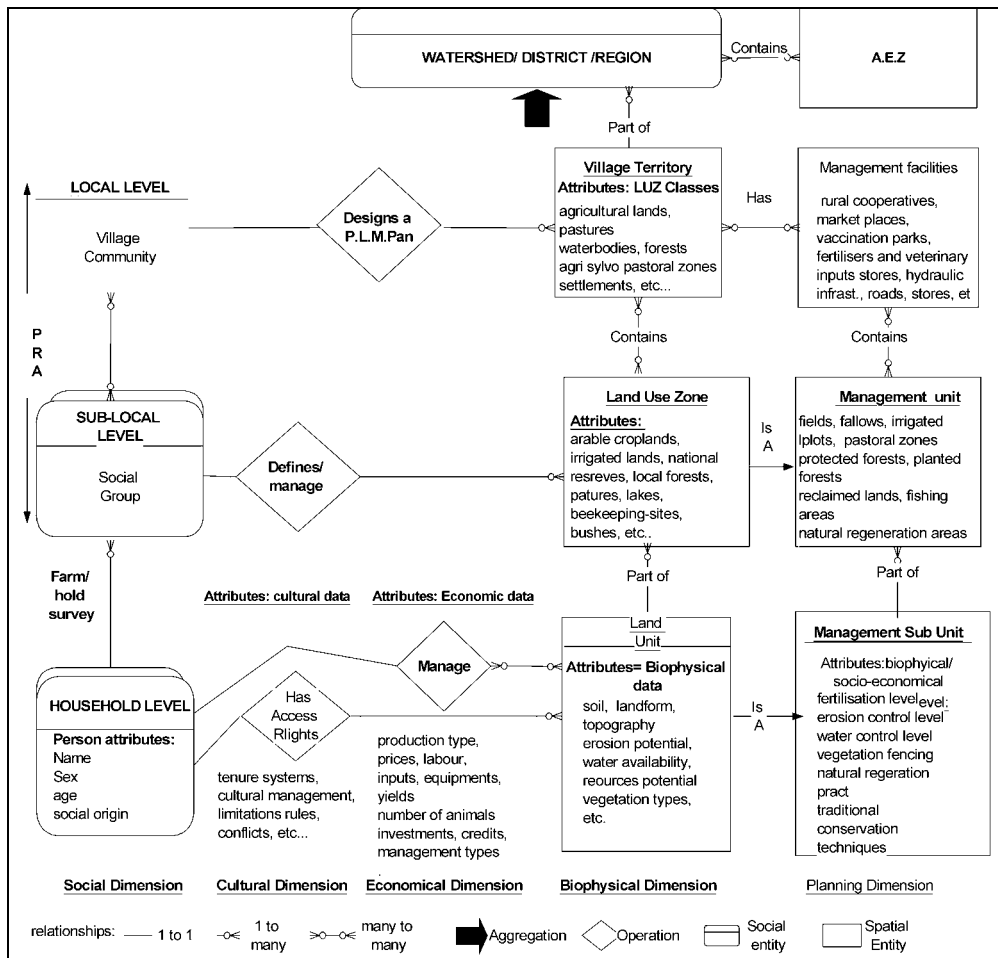 WATERSHED/ DISTRICT /REGION
Contains
A.E.Z
Part of
LOCAL LEVEL
Village
Community
Designs a
P.L.M.Pan
Village Territory
Attributes: LUZ Classes
agricultural lands,
pastures
waterbodies, forests
agri sylvo pastoral zones
settlements, etc...
Has
Management facilities
rural cooperatives,
market places,
vaccination parks,
fertilisers and veterinary
inputs stores, hydraulic
infrast., roads, stores, et
P
R
A
Contains
Contains
SUB-LOCAL
LEVEL
Social
Group
Defines/
manage
Land Use Zone
Attributes:
arable croplands,
irrigated lands, national
resreves, local forests,
patures, lakes,
beekeeping-sites,
bushes, etc..
Is
A
Management unit
fields, fallows, irrigated
lplots, pastoral zones
protected forests, planted
forests
reclaimed lands, fishing
areas
natural regeneration areas
Farm/
hold
survey
Attributes: cultural data
Attributes: Economic data
Part of
Part of
HOUSEHOLD LEVEL
Person attributes:
Name
Sex
age
social origin
Manage
Has
Access
RIights
tenure systems,
cultural management,
limitations rules,
conflicts, etc...
production type,
prices, labour,
inputs, equipments,
yields
number of animals
investments, credits,
management types
Land
Unit
Attributes= Biophysical
data
soil, landform,
topography
erosion potential,
water availability,
reources potential
vegetation types,
etc.
Is
A
Management Sub Unit
Attributes:biophyical/
socio-economical
fertilisation level evel:
erosion control level
water control level
vegetation fencing
natural regeration
pract
traditional
conservation
techniques
Social Dimension
Cultural Dimension
Economical Dimension
Biophysical Dimension
Planning Dimension
relationships:
1 to 1
1 to
many
many to
many
Aggregation
Operation
Social
entity
Spatial
Entity